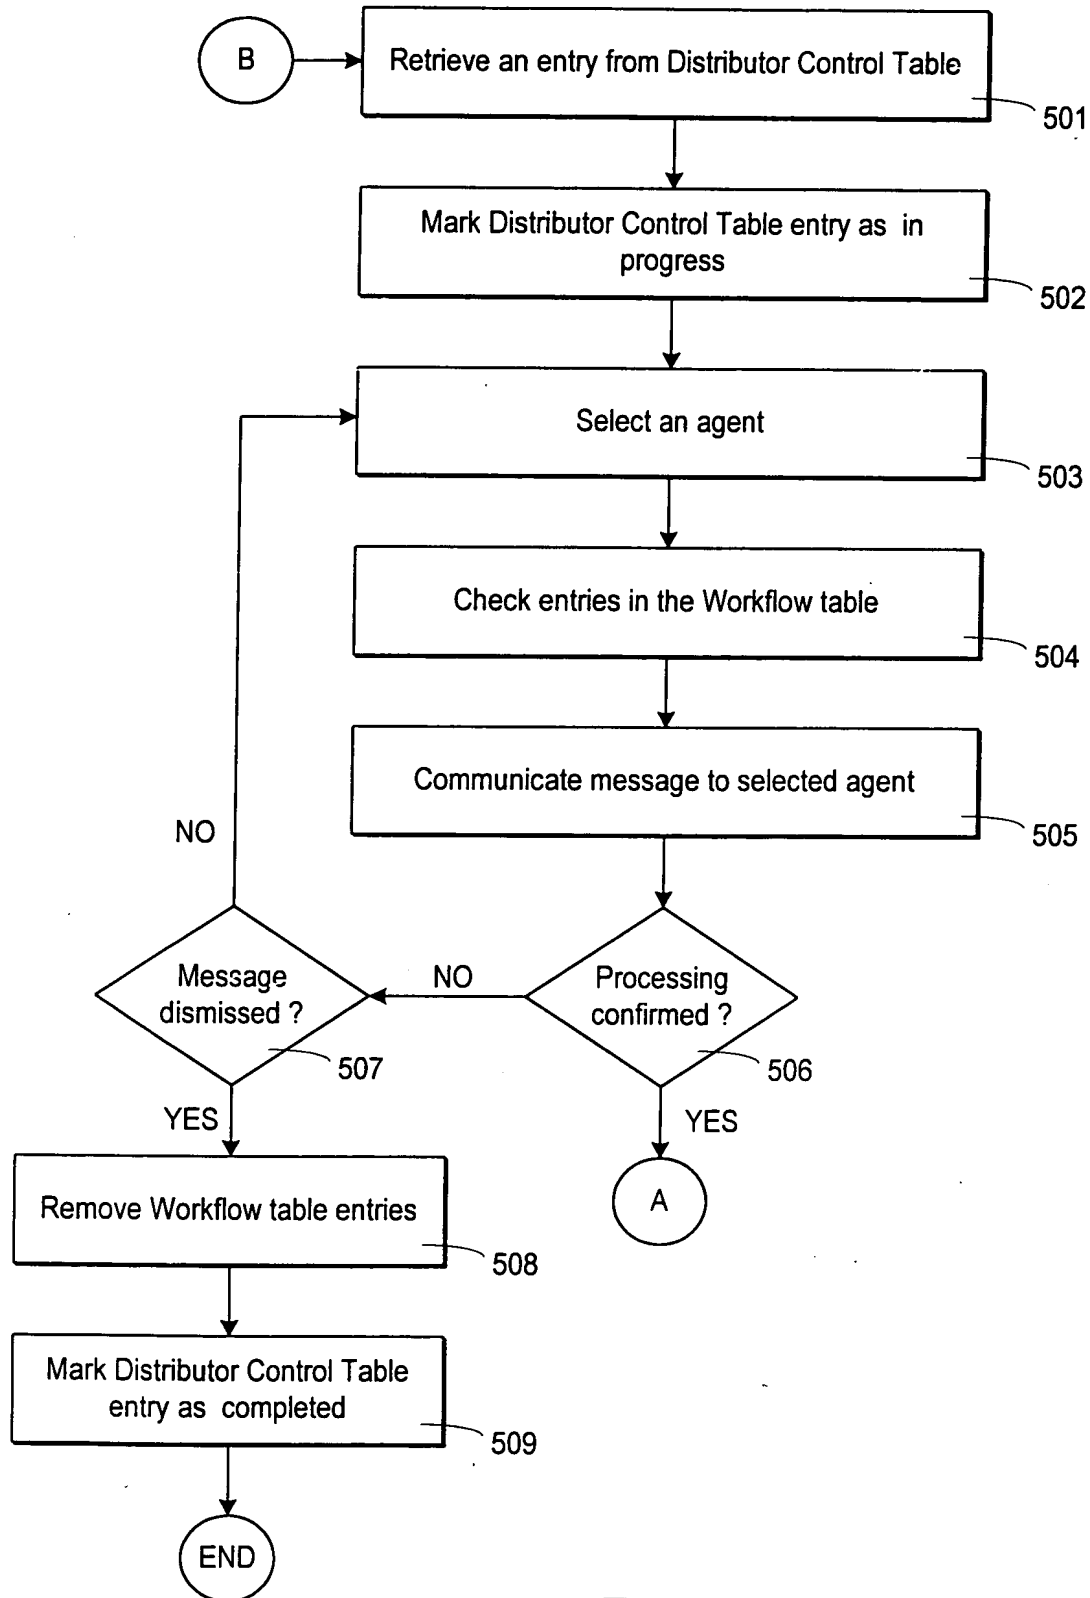 B
Retrieve an entry from Distributor Control Table
501
Mark Distributor Control Table entry as in
progress
502
Select an agent
503
Check entries in the Workflow table
504
Communicate message to selected agent
505
NO
Message
dismissed ?
507
NO
Processing
confirmed ?
506
YES
YES
A
Remove Workflow table entries
508
Mark Distributor Control Table
entry as completed
509
END